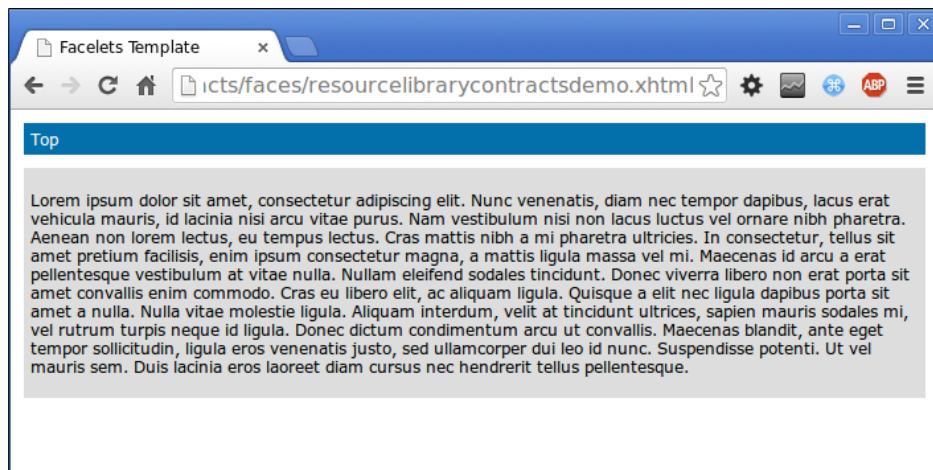 Facelets Template
ıcts/faces/resourcelibrarycontractsdemo.xhtml
ABP
Top
Lorem ipsum dolor sit amet, consectetur adipiscing elit. Nunc venenatis, diam nec tempor dapibus, lacus erat
vehicula mauris, id lacinia nisi arcu vitae purus. Nam vestibulum nisi non lacus luctus vel ornare nibh pharetra.
Aenean non lorem lectus, eu tempus lectus. Cras mattis nibh a mi pharetra ultricies. In consectetur, tellus sit
amet pretium facilisis, enim ipsum consectetur magna, a mattis ligula massa vel mi. Maecenas id arcu a erat
pellentesque vestibulum at vitae nulla. Nullam eleifend sodales tincidunt. Donec viverra libero non erat porta sit
amet convallis enim commodo. Cras eu libero elit, ac aliquam ligula. Quisque a elit nec ligula dapibus porta sit
amet a nulla. Nulla vitae molestie ligula. Aliquam interdum, velit at tincidunt ultrices, sapien mauris sodales mi,
vel rutrum turpis neque id ligula. Donec dictum condimentum arcu ut convallis. Maecenas blandit, ante eget
tempor sollicitudin, ligula eros venenatis justo, sed ullamcorper dui leo id nunc. Suspendisse potenti. Ut vel
mauris sem. Duis lacinia eros laoreet diam cursus nec hendrerit tellus pellentesque.